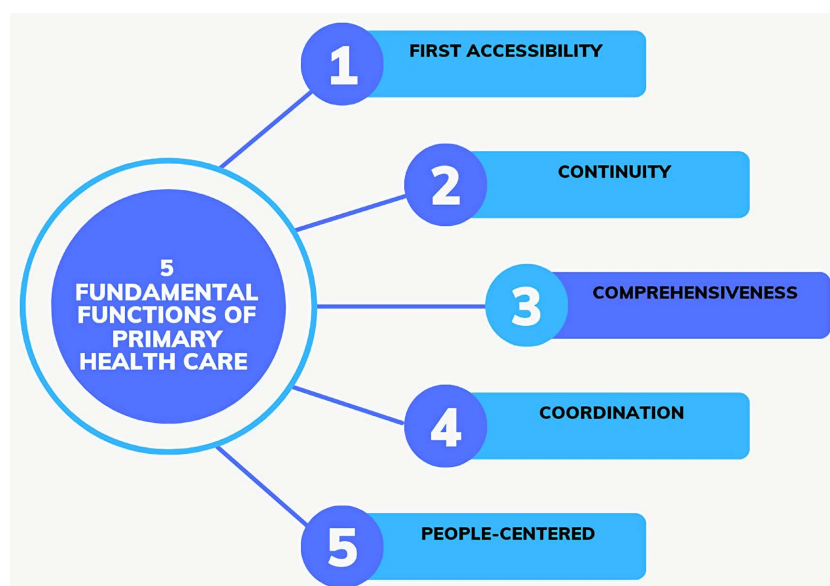 5
FUNDAMENTAL
FUNCTIONS OF
PRIMARY
HEALTH CARE
1
FIRST ACCESSIBILITY
2
CONTINUITY
3
COMPREHENSIVENESS
4
COORDINATION
5
PEOPLE-CENTERED